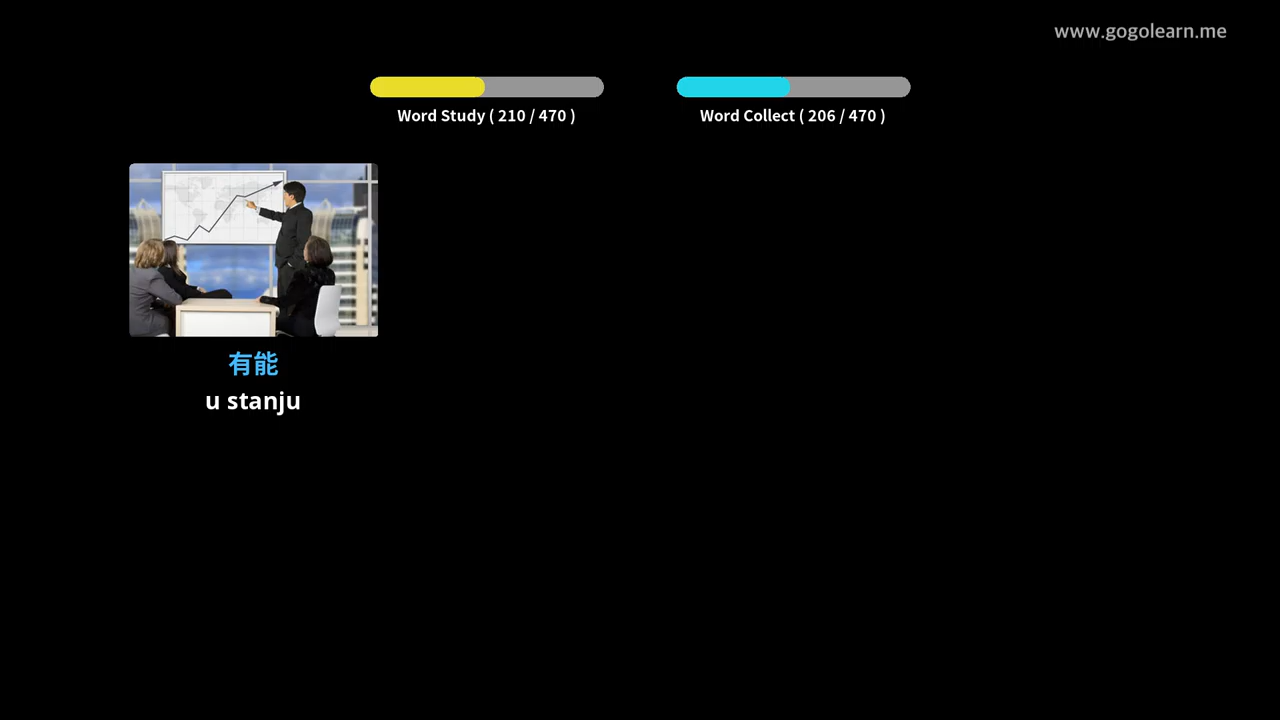 www.gogolearn.me
Word Study ( 210 / 470 )
Word Collect ( 206 / 470 )
有能
u stanju